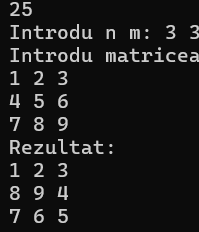 25
Introdu n m: 3 3
Introdu matricea
1 2 3
4 5 6
7 8 9
Rezultat:
1 2 3
8 9 4
7 6 5